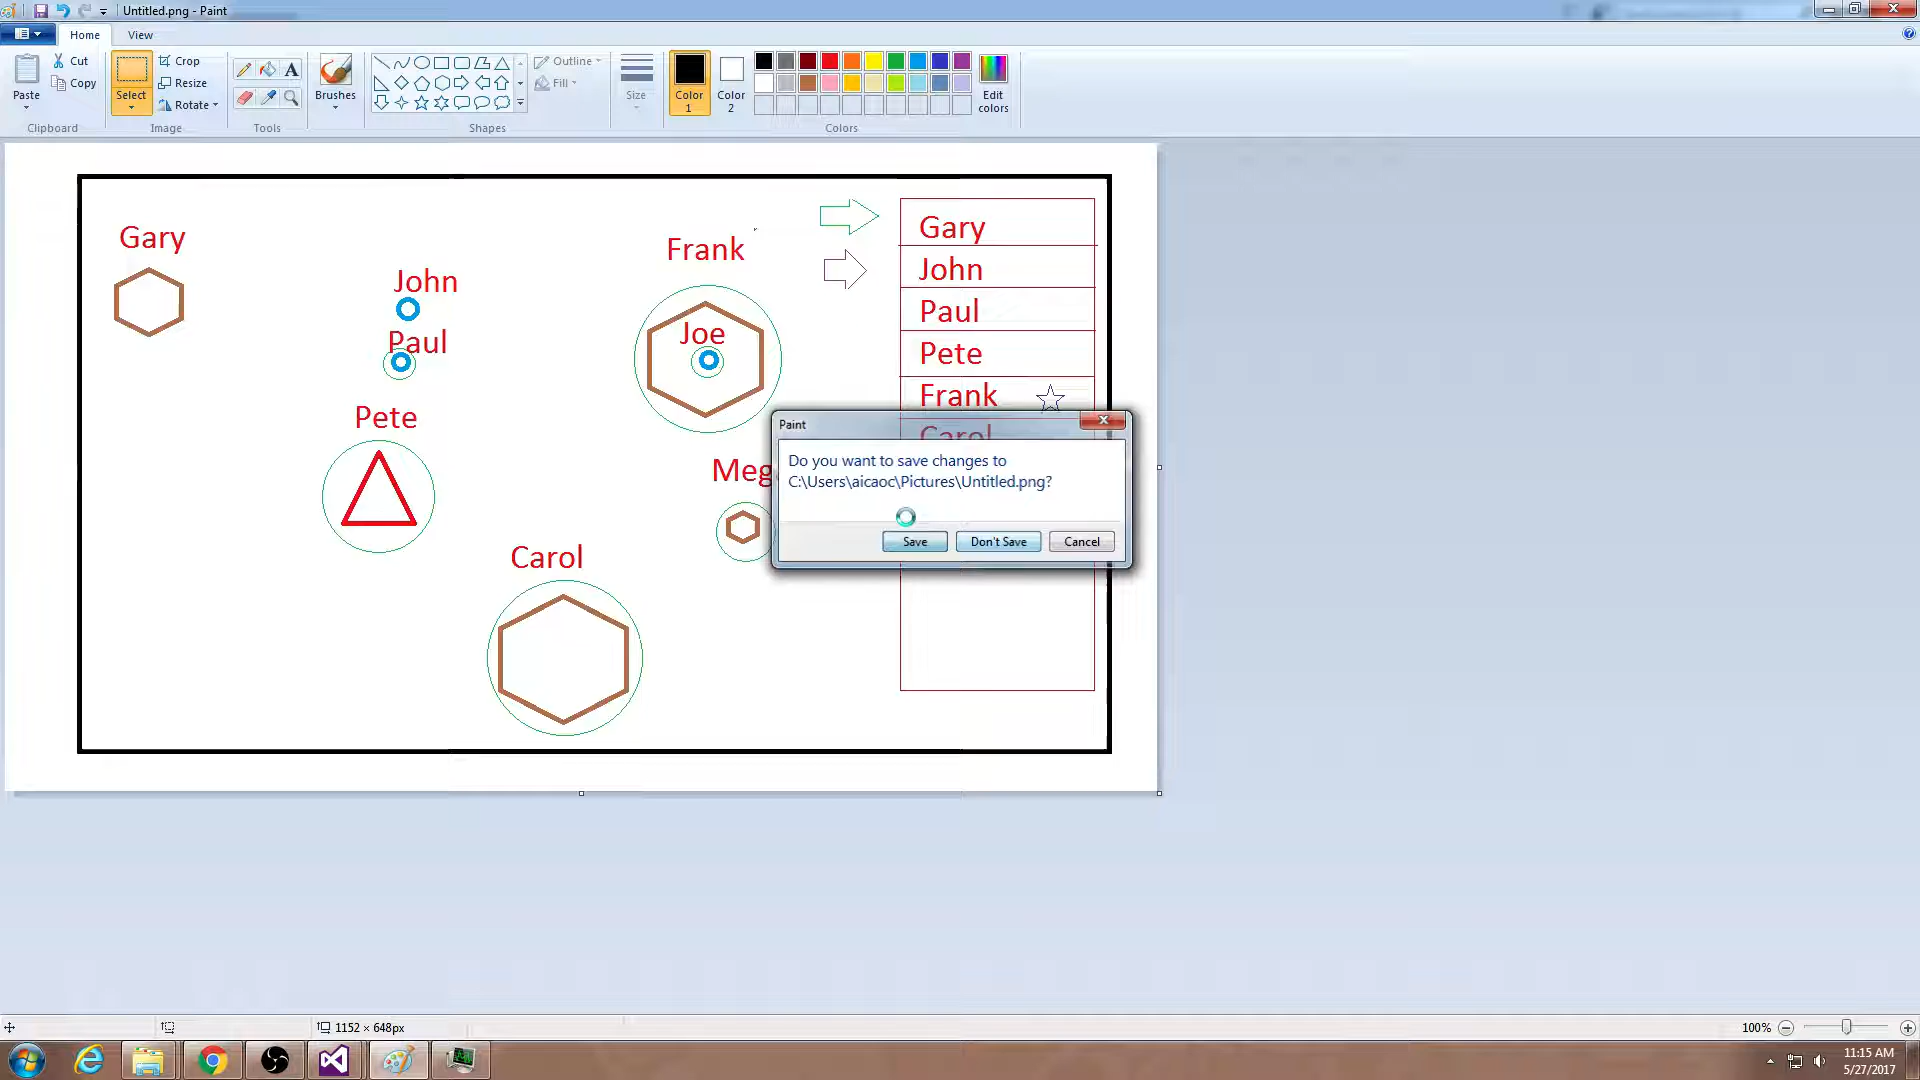 Untitled.png - Paint
Home
View
Paste
Cut
Copy
Clipboard
Select
Crop
Resize
Rotate
Image
A
Tools
Brushes
Shapes
Outline
Fill
Size
Color 1
Color 2
Edit colors
Colors
Gary
John
Paul
Frank
Joe
Pete
Meg
Carol
Gary
John
Paul
Pete
Frank
Carol
Paint
Do you want to save changes to
C:\Users\aicaoc\Pictures\Untitled.png?
Save
Don't Save
Cancel
1152 × 648px
100%
11:15 AM
5/27/2017